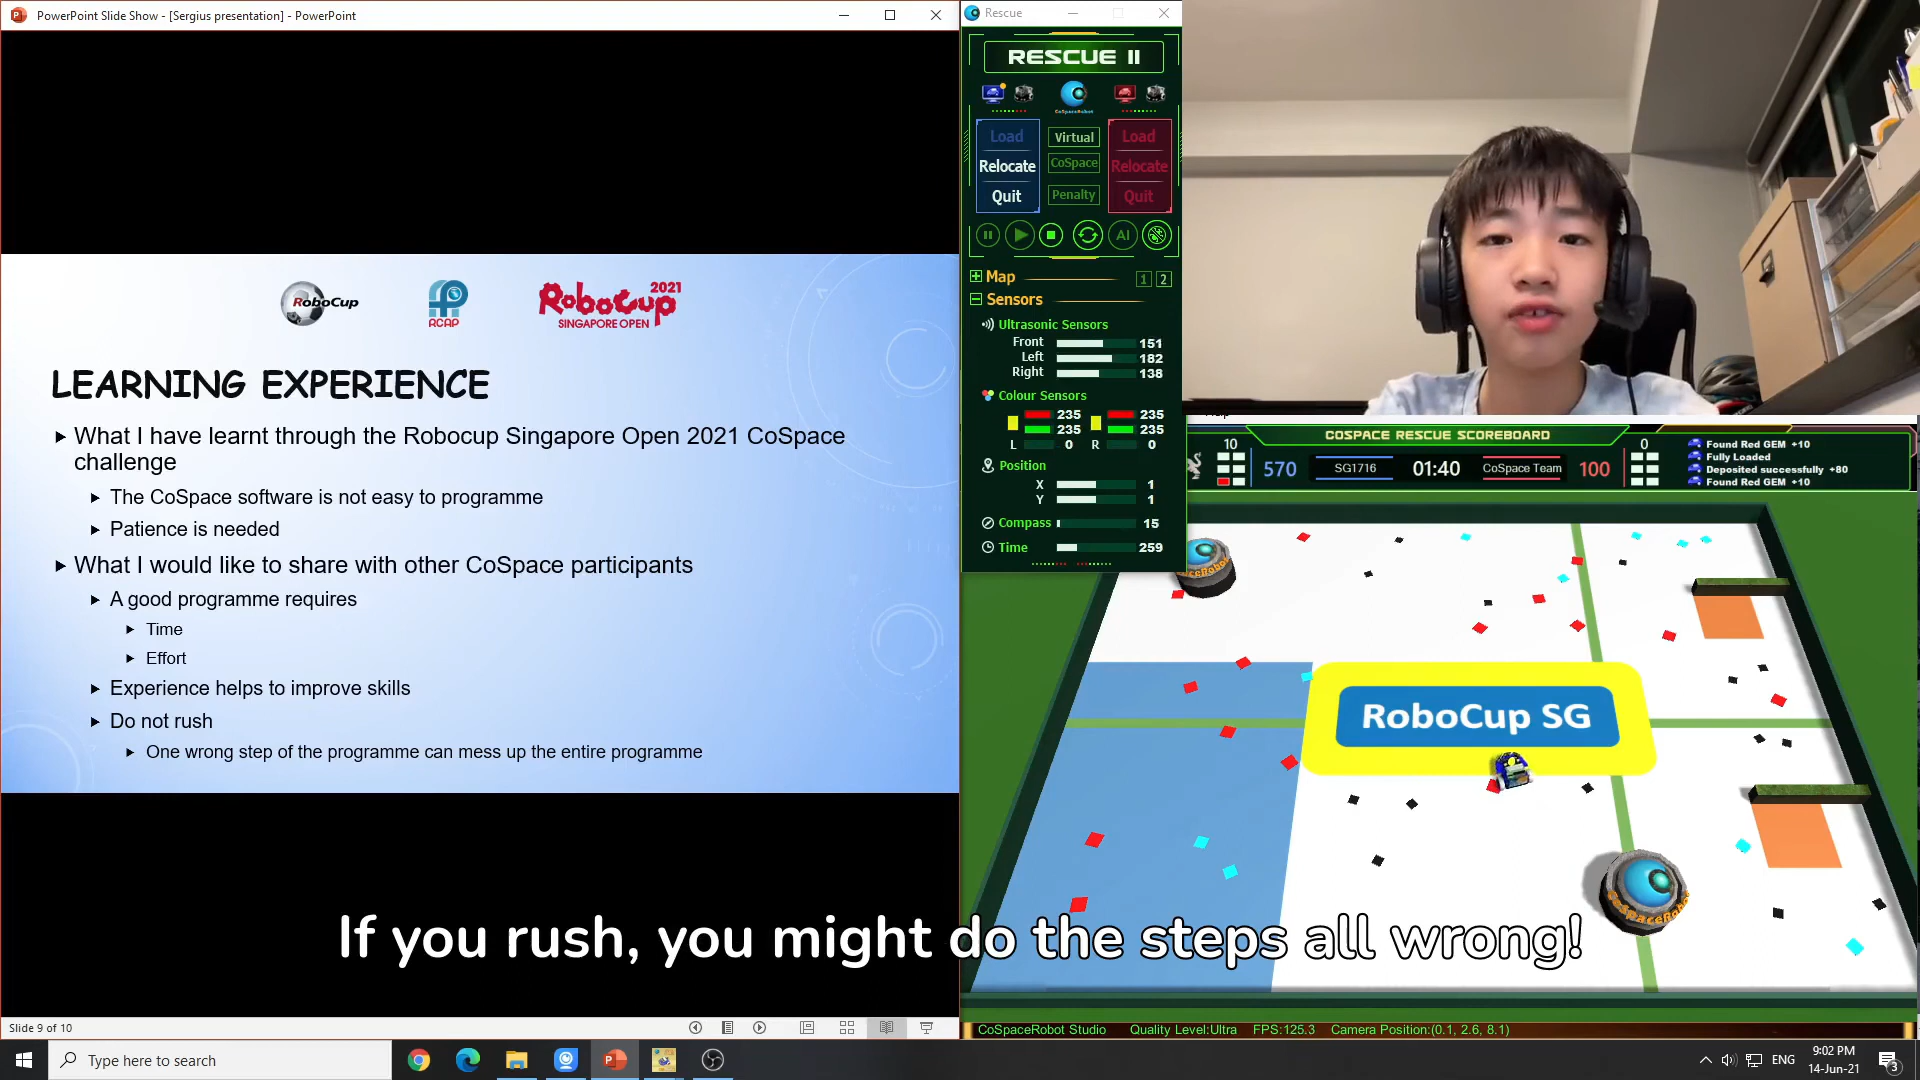 PowerPoint Slide Show - [Sergius presentation] - PowerPoint
RoboCup
RCAP
RoboCup 2021
SINGAPORE OPEN
LEARNING EXPERIENCE
What I have learnt through the Robocup Singapore Open 2021 CoSpace
challenge
The CoSpace software is not easy to programme
Patience is needed
What I would like to share with other CoSpace participants
A good programme requires
Time
Effort
Experience helps to improve skills
Do not rush
One wrong step of the programme can mess up the entire programme
Slide 9 of 10
Rescue
RESCUE II
CoSpaceRobot
Load
Relocate
Quit
Virtual
CoSpace
Penalty
Load
Relocate
Quit
AI
Map 1 2
Sensors
Ultrasonic Sensors
Front 151
Left 182
Right 138
Colour Sensors
235 235
235 235
L 0 R 0
Position
X 1
Y 1
Compass 15
Time 259
COSPACE RESCUE SCOREBOARD
10 570 SG1716 01:40 CoSpace Team 100 0
Found Red GEM +10
Fully Loaded
Deposited successfully +80
Found Red GEM +10
RoboCup SG
CoSpaceRobot
If you rush, you might do the steps all wrong!
CoSpaceRobot Studio Quality Level:Ultra FPS:125.3 Camera Position:(0.1, 2.6, 8.1)
Type here to search
ENG
9:02 PM
14-Jun-21
3